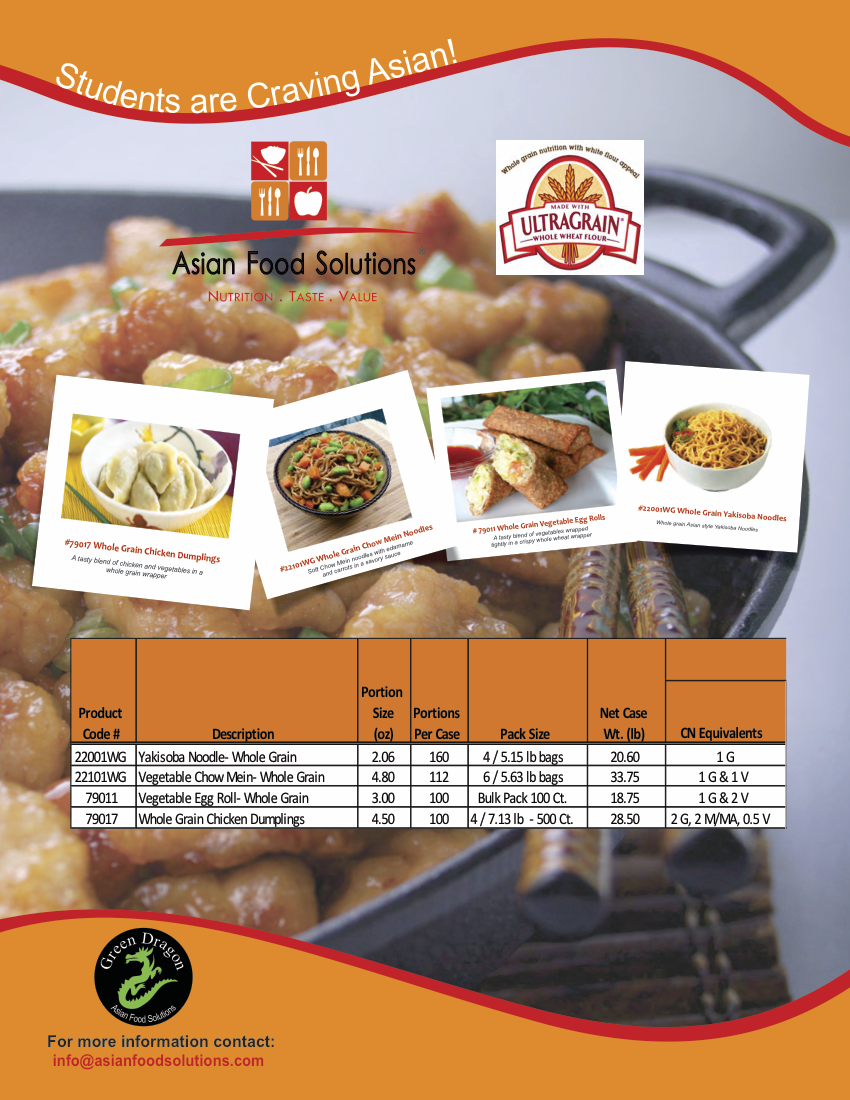 Students are Craving Asian!
Whole grain nutrition with white flour appeal
MADE WITH
ULTRAGRAIN®
WHOLE WHEAT FLOUR
Asian Food Solutions®
NUTRITION . TASTE . VALUE
#79017 Whole Grain Chicken Dumplings
A tasty blend of chicken and vegetables in a
whole grain wrapper
#22101WG Whole Grain Chow Mein Noodles
Soft Chow Mein noodles with edamame
and carrots in a savory sauce
# 79011 Whole Grain Vegetable Egg Rolls
A tasty blend of vegetables wrapped
tightly in a crispy whole wheat wrapper
#22001WG Whole Grain Yakisoba Noodles
Whole grain Asian style Yakisoba Noodles
Product Code # Description Portion Size (oz) Portions Per Case Pack Size Net Case Wt. (lb) CN Equivalents
22001WG Yakisoba Noodle- Whole Grain 2.06 160 4 / 5.15 lb bags 20.60 1 G
22101WG Vegetable Chow Mein- Whole Grain 4.80 112 6 / 5.63 lb bags 33.75 1 G & 1 V
79011 Vegetable Egg Roll- Whole Grain 3.00 100 Bulk Pack 100 Ct. 18.75 1 G & 2 V
79017 Whole Grain Chicken Dumplings 4.50 100 4 / 7.13 lb - 500 Ct. 28.50 2 G, 2 M/MA, 0.5 V
Green Dragon
Asian Food Solutions
For more information contact:
info@asianfoodsolutions.com